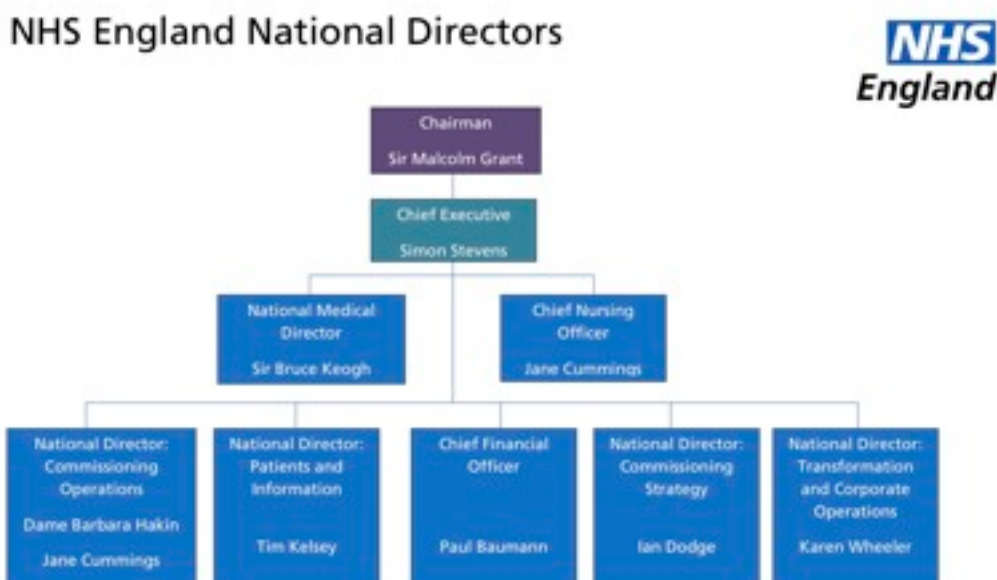 NHS England National Directors
NHS
England
Chairman
Sir Malcolm Grant
Chief Executive
Simon Stevens
National Medical
Director
Sir Bruce Keogh
Chief Nursing
Officer
Jane Cummings
National Director:
Commissioning
Operations
Dame Barbara Hakin
Jane Cummings
National Director:
Patients and
Information
Tim Kelsey
Chief Financial
Officer
Paul Baumann
National Director:
Commissioning
Strategy
Ian Dodge
National Director:
Transformation
and Corporate
Operations
Karen Wheeler